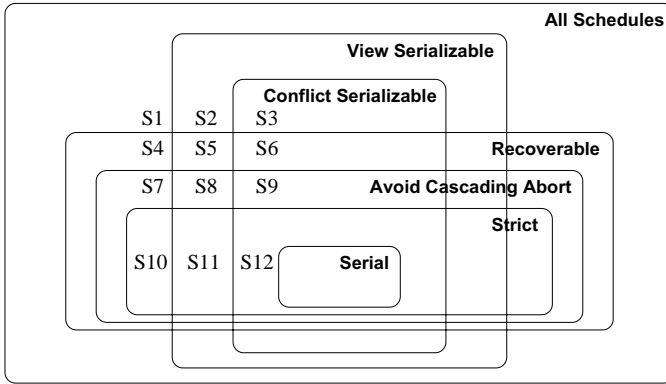 All Schedules
View Serializable
Conflict Serializable
S1 S2 S3
S4 S5 S6 Recoverable
S7 S8 S9 Avoid Cascading Abort
Strict
S10 S11 S12 Serial